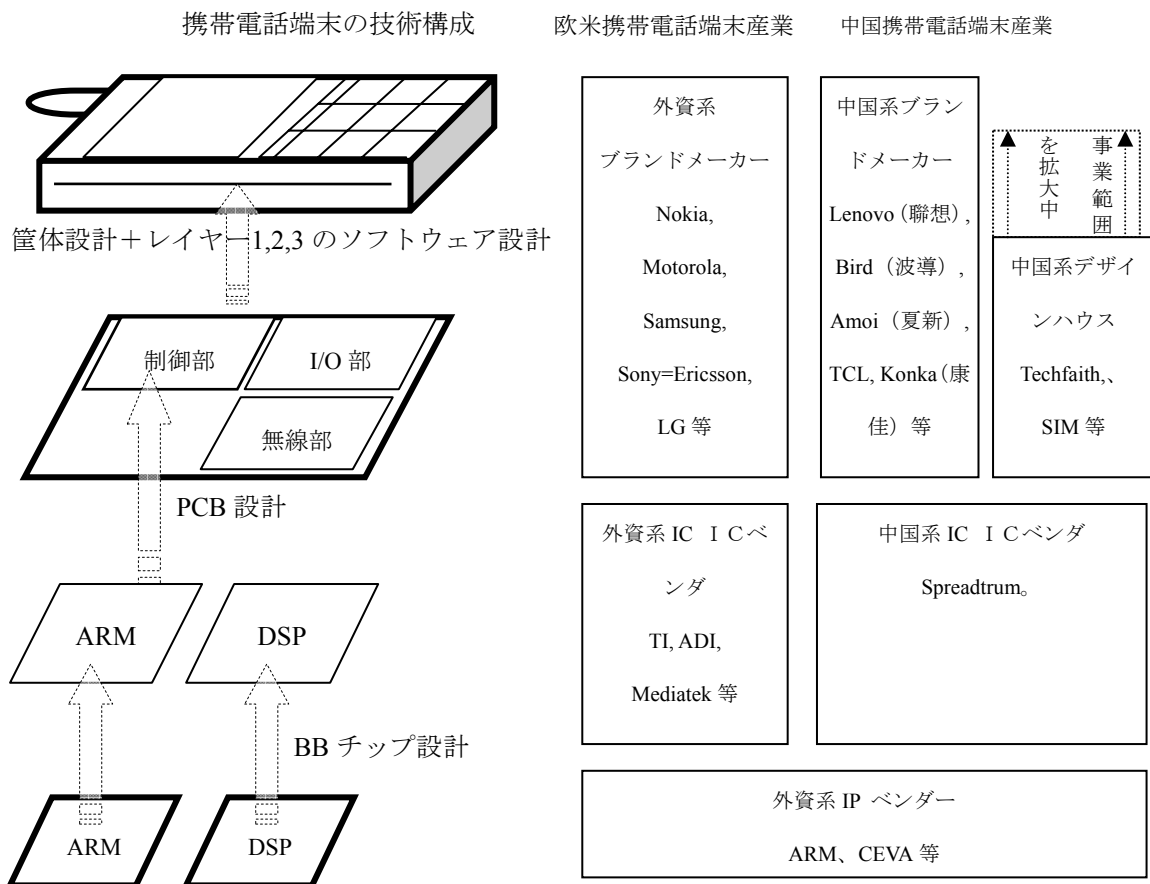 携帯電話端末の技術構成
欧米携帯電話端末産業
中国携帯電話端末産業
筐体設計＋レイヤー1,2,3 のソフトウェア設計
制御部
I/O 部
無線部
PCB 設計
ARM
DSP
BB チップ設計
ARM
DSP
外資系
ブランドメーカー
Nokia,
Motorola,
Samsung,
Sony=Ericsson,
LG 等
中国系ブラン
ドメーカー
Lenovo（聯想）,
Bird（波導）,
Amoi（夏新）,
TCL, Konka（康
佳）等
事業範囲
を拡大中
中国系デザイ
ンハウス
Techfaith,、
SIM 等
外資系 IC ＩＣベ
ンダ
TI, ADI,
Mediatek 等
中国系 IC ＩＣベンダ
Spreadtrum。
外資系 IP ベンダー
ARM、CEVA 等